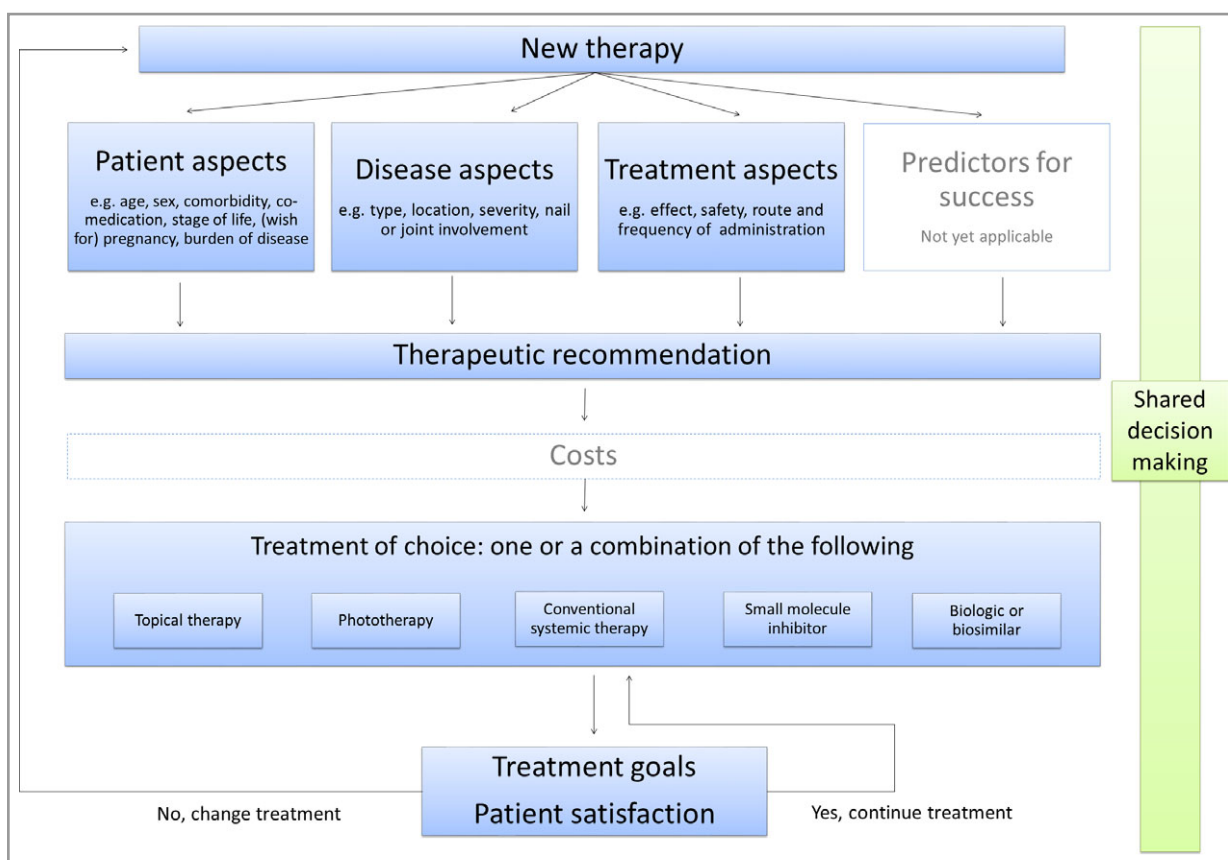 New therapy
Patient aspects
e.g. age, sex, comorbidity, co-
medication, stage of life, (wish
for) pregnancy, burden of disease
Disease aspects
e.g. type, location, severity, nail
or joint involvement
Treatment aspects
e.g. effect, safety, route and
frequency of administration
Predictors for
success
Not yet applicable
Therapeutic recommendation
Shared
decision
making
Costs
Treatment of choice: one or a combination of the following
Topical therapy
Phototherapy
Conventional
systemic therapy
Small molecule
inhibitor
Biologic or
biosimilar
Treatment goals
Patient satisfaction
No, change treatment
Yes, continue treatment